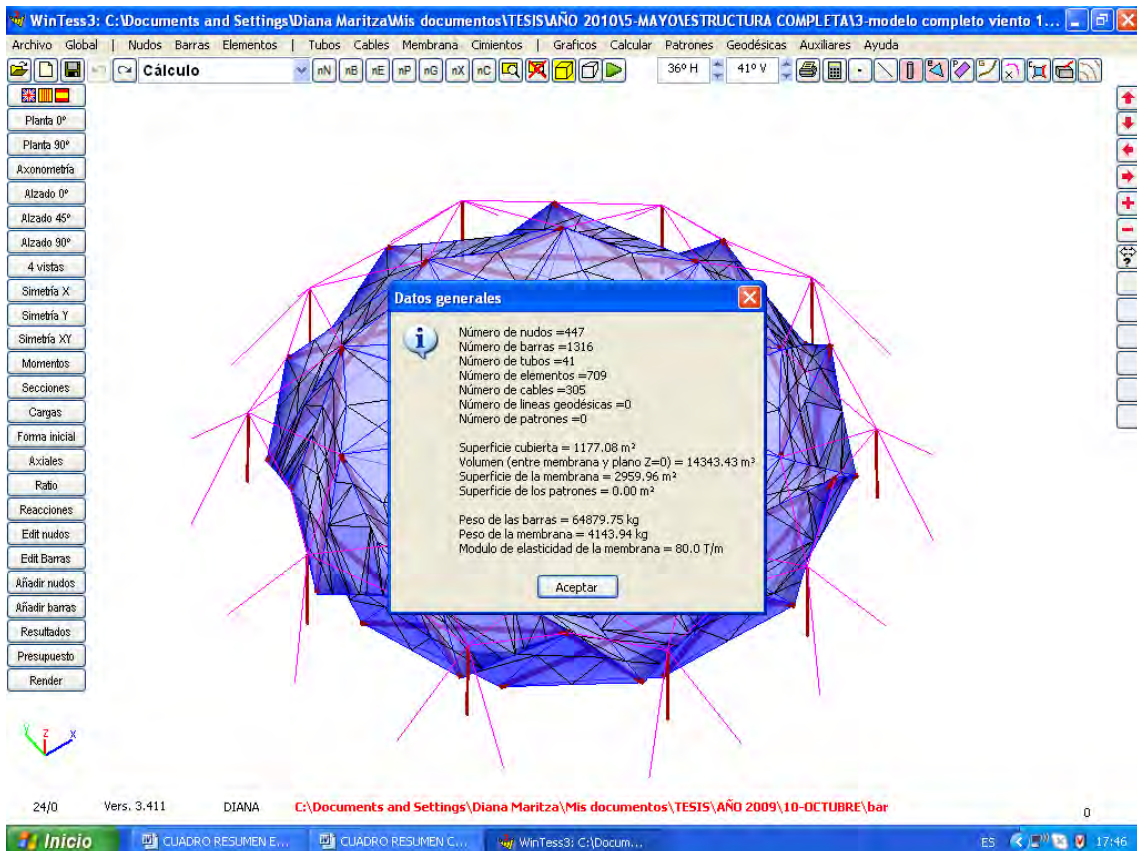 WinTess3: C:\Documents and Settings\Diana Maritza\Mis documentos\TESIS\AÑO 2010\5-MAYO\ESTRUCTURA COMPLETA\3-modelo completo viento 1...
Archivo Global | Nudos Barras Elementos | Tubos Cables Membrana Cimientos | Graficos Calcular Patrones Geodésicas Auxiliares Ayuda
Cálculo nN nB nE nP nG nX nC 36º H 41º V
Planta 0º
Planta 90º
Axonometría
Alzado 0º
Alzado 45º
Alzado 90º
4 vistas
Simetría X
Simetría Y
Simetría XY
Momentos
Secciones
Cargas
Forma inicial
Axiales
Ratio
Reacciones
Edit nudos
Edit Barras
Añadir nudos
Añadir barras
Resultados
Presupuesto
Render
Datos generales
Número de nudos =447
Número de barras =1316
Número de tubos =41
Número de elementos =709
Número de cables =305
Número de lineas geodésicas =0
Número de patrones =0
Superficie cubierta = 1177.08 m²
Volumen (entre membrana y plano Z=0) = 14343.43 m³
Superficie de la membrana = 2959.96 m²
Superficie de los patrones = 0.00 m²
Peso de las barras = 64879.75 kg
Peso de la membrana = 4143.94 kg
Modulo de elasticidad de la membrana = 80.0 T/m
Aceptar
Y Z X
24/0 Vers. 3.411 DIANA C:\Documents and Settings\Diana Maritza\Mis documentos\TESIS\AÑO 2009\10-OCTUBRE\bar 0
Inicio CUADRO RESUMEN E... CUADRO RESUMEN C... WinTess3: C:\Docum... ES 17:46